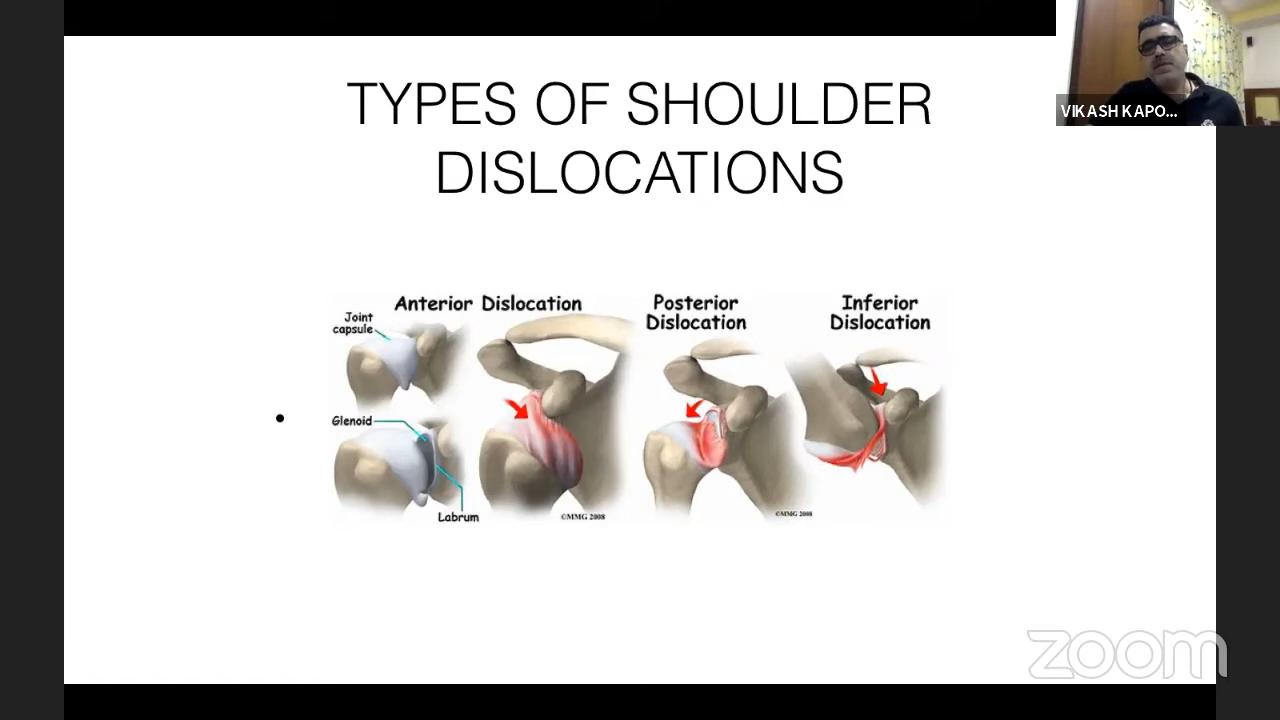 VIKASH KAPO...
TYPES OF SHOULDER
DISLOCATIONS
Anterior Dislocation
Joint
capsule
Glenoid
Labrum
©MMG 2008
Posterior
Dislocation
©MMG 2008
Inferior
Dislocation
zoom